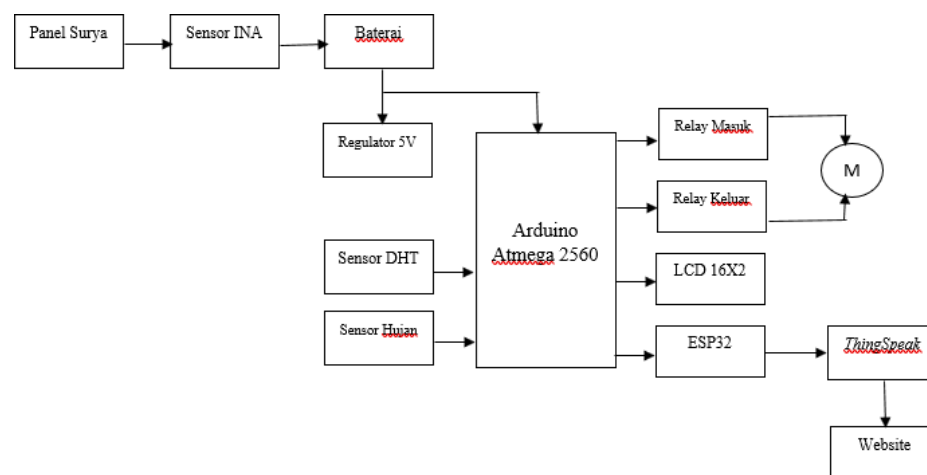 Panel Surya
Sensor INA
Baterai
Regulator 5V
Relay Masuk
M
Relay Keluar
Arduino
Atmega 2560
Sensor DHT
LCD 16X2
Sensor Hujan
ESP32
ThingSpeak
Website